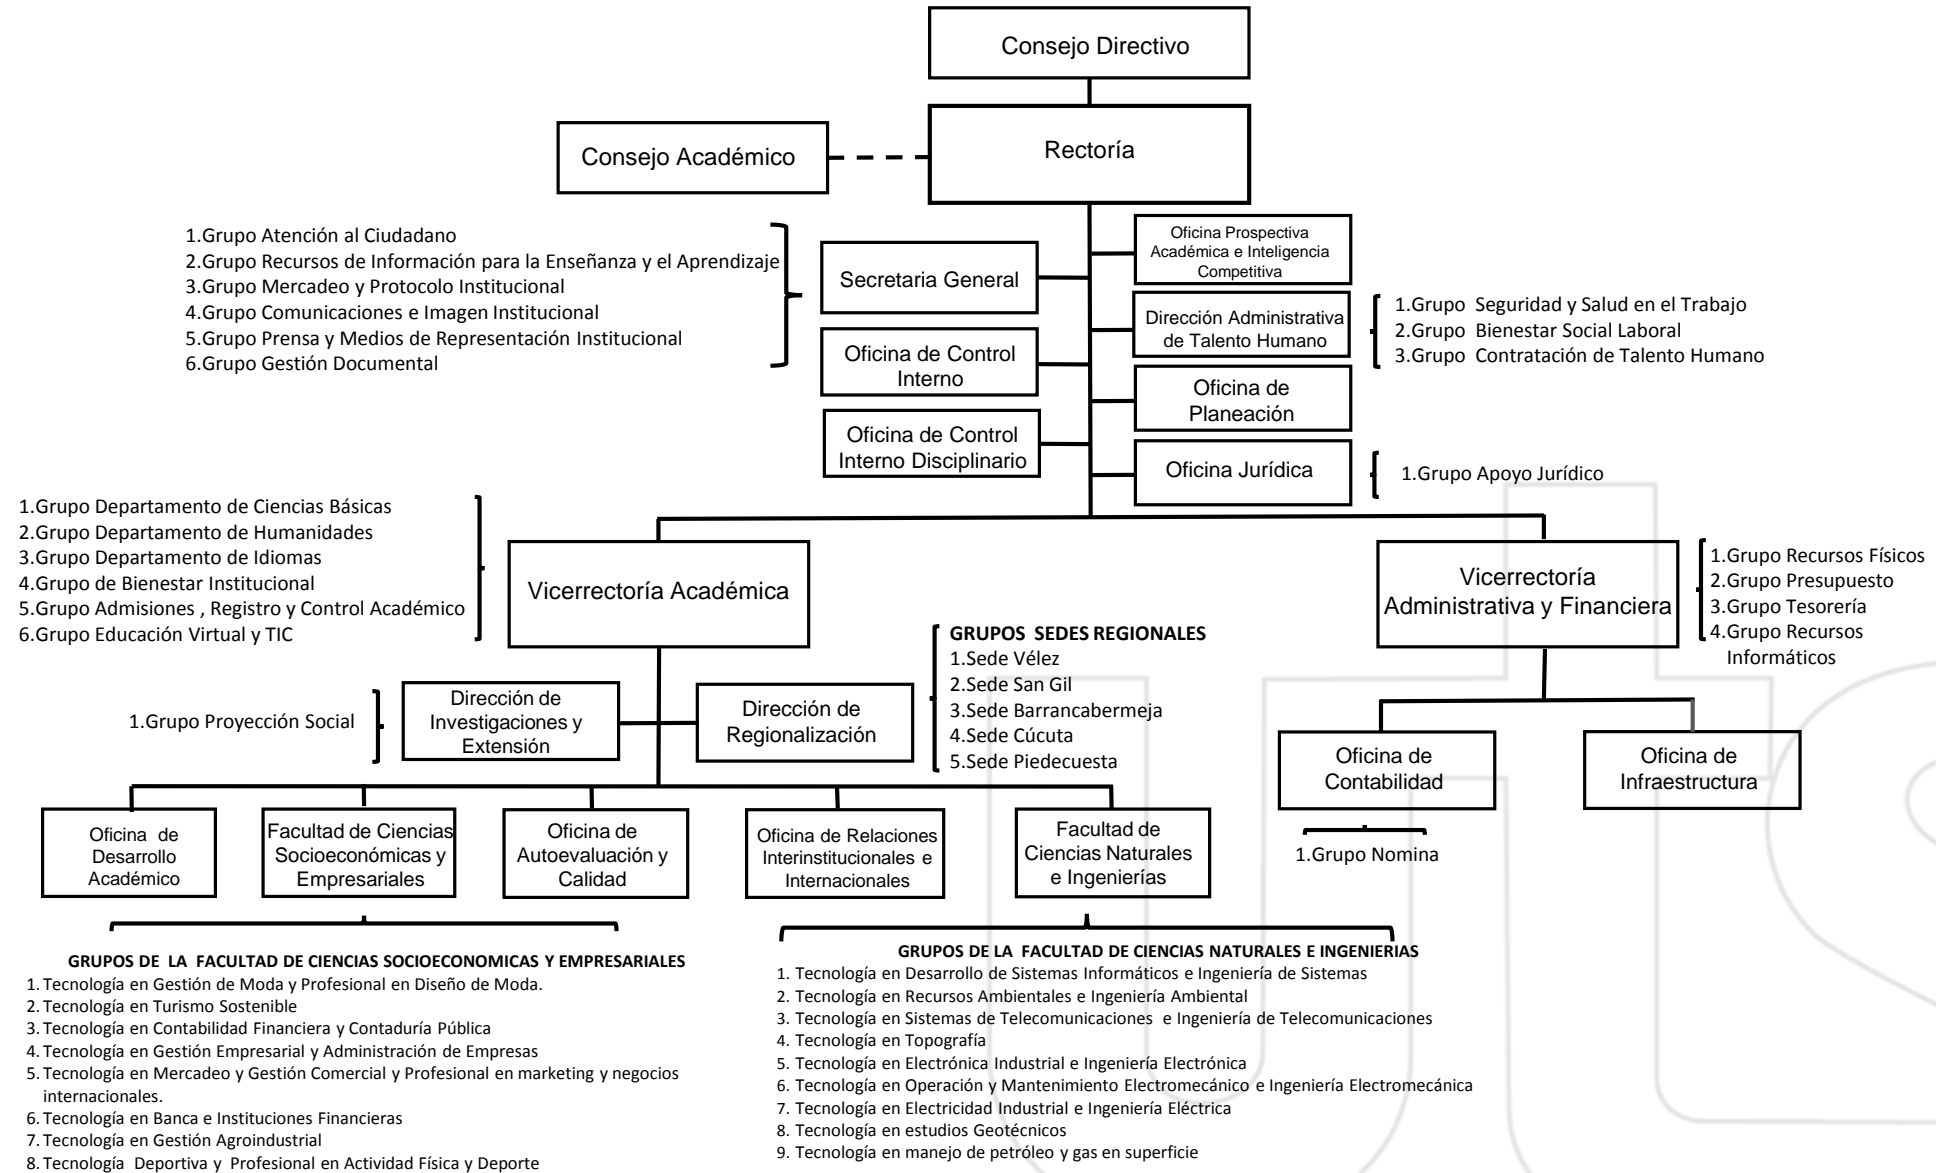 Consejo Directivo
Rectoría
Consejo Académico
1.Grupo Atención al Ciudadano
2.Grupo Recursos de Información para la Enseñanza y el Aprendizaje
3.Grupo Mercadeo y Protocolo Institucional
4.Grupo Comunicaciones e Imagen Institucional
5.Grupo Prensa y Medios de Representación Institucional
6.Grupo Gestión Documental
Secretaria General
Oficina Prospectiva
Académica e Inteligencia
Competitiva
Dirección Administrativa
de Talento Humano
1.Grupo Seguridad y Salud en el Trabajo
2.Grupo Bienestar Social Laboral
3.Grupo Contratación de Talento Humano
Oficina de Control
Interno
Oficina de
Planeación
Oficina de Control
Interno Disciplinario
Oficina Jurídica
1.Grupo Apoyo Jurídico
1.Grupo Departamento de Ciencias Básicas
2.Grupo Departamento de Humanidades
3.Grupo Departamento de Idiomas
4.Grupo de Bienestar Institucional
5.Grupo Admisiones , Registro y Control Académico
6.Grupo Educación Virtual y TIC
Vicerrectoría Académica
Vicerrectoría
Administrativa y Financiera
1.Grupo Recursos Físicos
2.Grupo Presupuesto
3.Grupo Tesorería
4.Grupo Recursos
Informáticos
GRUPOS SEDES REGIONALES
1.Sede Vélez
2.Sede San Gil
3.Sede Barrancabermeja
4.Sede Cúcuta
5.Sede Piedecuesta
1.Grupo Proyección Social
Dirección de
Investigaciones y
Extensión
Dirección de
Regionalización
Oficina de
Contabilidad
Oficina de
Infraestructura
1.Grupo Nomina
Oficina de
Desarrollo
Académico
Facultad de Ciencias
Socioeconómicas y
Empresariales
Oficina de
Autoevaluación y
Calidad
Oficina de Relaciones
Interinstitucionales e
Internacionales
Facultad de
Ciencias Naturales
e Ingenierías
GRUPOS DE LA FACULTAD DE CIENCIAS SOCIOECONOMICAS Y EMPRESARIALES
1. Tecnología en Gestión de Moda y Profesional en Diseño de Moda.
2. Tecnología en Turismo Sostenible
3. Tecnología en Contabilidad Financiera y Contaduría Pública
4. Tecnología en Gestión Empresarial y Administración de Empresas
5. Tecnología en Mercadeo y Gestión Comercial y Profesional en marketing y negocios
internacionales.
6. Tecnología en Banca e Instituciones Financieras
7. Tecnología en Gestión Agroindustrial
8. Tecnología Deportiva y Profesional en Actividad Física y Deporte
GRUPOS DE LA FACULTAD DE CIENCIAS NATURALES E INGENIERIAS
1. Tecnología en Desarrollo de Sistemas Informáticos e Ingeniería de Sistemas
2. Tecnología en Recursos Ambientales e Ingeniería Ambiental
3. Tecnología en Sistemas de Telecomunicaciones e Ingeniería de Telecomunicaciones
4. Tecnología en Topografía
5. Tecnología en Electrónica Industrial e Ingeniería Electrónica
6. Tecnología en Operación y Mantenimiento Electromecánico e Ingeniería Electromecánica
7. Tecnología en Electricidad Industrial e Ingeniería Eléctrica
8. Tecnología en estudios Geotécnicos
9. Tecnología en manejo de petróleo y gas en superficie
uts